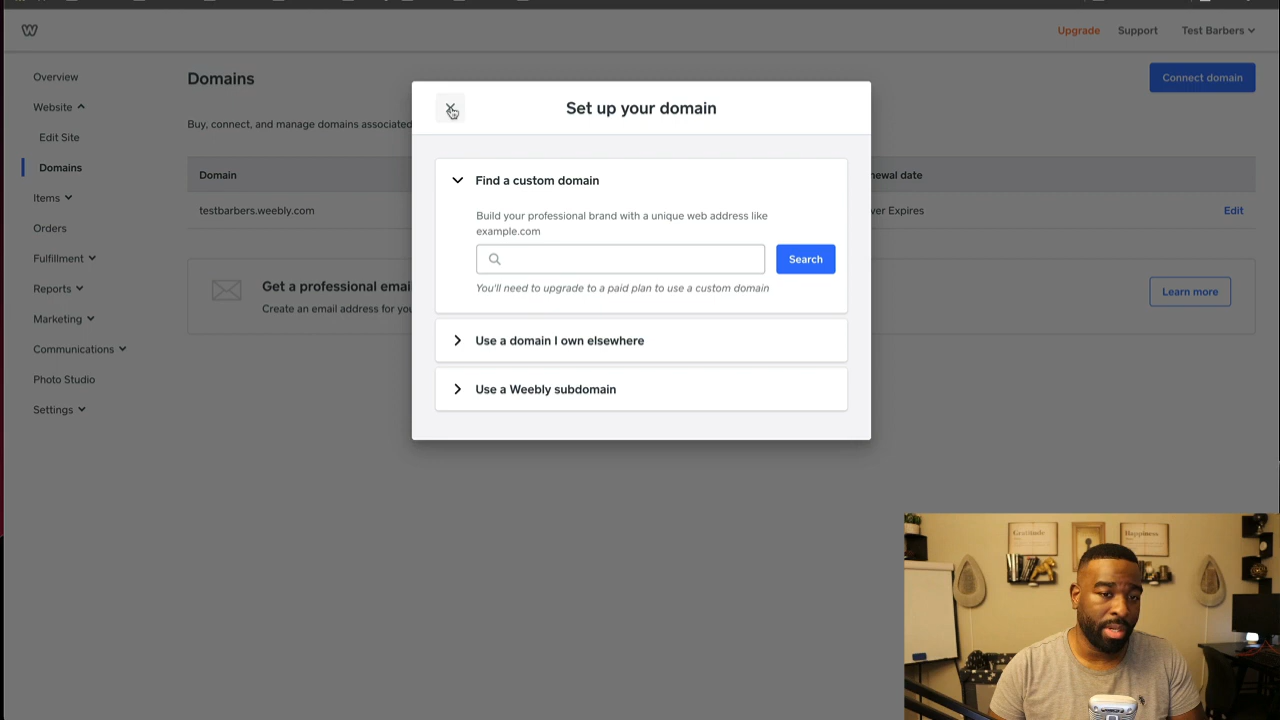 Upgrade
Support
Test Barbers
Overview
Website
Edit Site
Domains
Items
Orders
Fulfillment
Reports
Marketing
Communications
Photo Studio
Settings
Domains
Connect domain
Buy, connect, and manage domains associated
Domain
newal date
testbarbers.weebly.com
ver Expires
Edit
Get a professional emai
Create an email address for you
Learn more
Set up your domain
Find a custom domain
Build your professional brand with a unique web address like
example.com
Search
You'll need to upgrade to a paid plan to use a custom domain
Use a domain I own elsewhere
Use a Weebly subdomain
Gratitude
Happiness